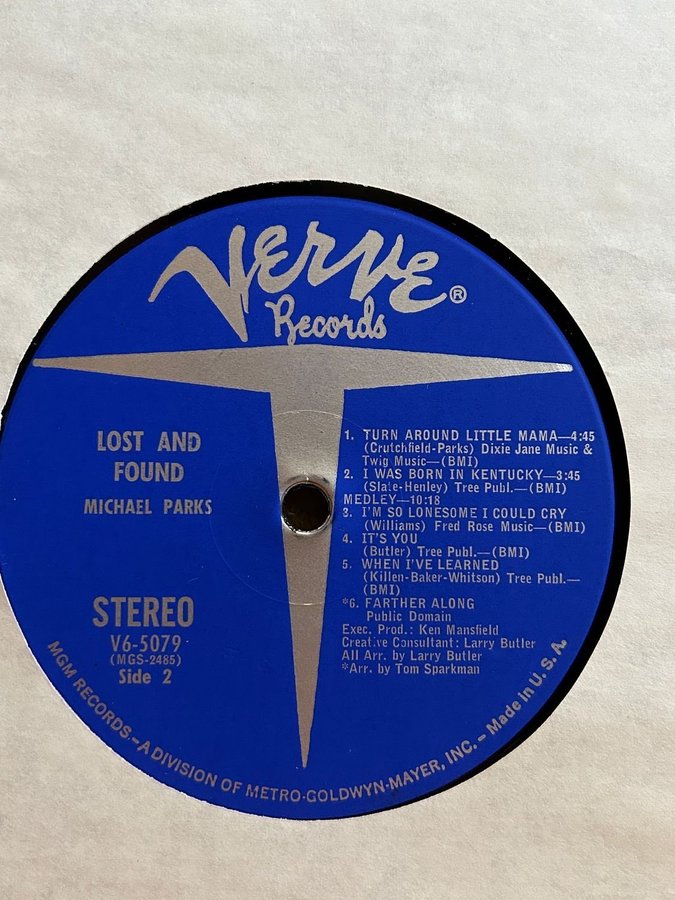 Verve®
Records
LOST AND
FOUND
MICHAEL PARKS
STEREO
V6-5079
(MGS-2485)
Side 2
1. TURN AROUND LITTLE MAMA—4:45
(Crutchfield-Parks) Dixie Jane Music &
Twig Music—(BMI)
2. I WAS BORN IN KENTUCKY—3:45
(Slate-Henley) Tree Publ.—(BMI)
MEDLEY—10:18
3. I'M SO LONESOME I COULD CRY
(Williams) Fred Rose Music—(BMI)
4. IT'S YOU
(Butler) Tree Publ.—(BMI)
5. WHEN I'VE LEARNED
(Killen-Baker-Whitson) Tree Publ.—
(BMI)
*6. FARTHER ALONG
Public Domain
Exec. Prod.: Ken Mansfield
Creative Consultant: Larry Butler
All Arr. by Larry Butler
*Arr. by Tom Sparkman
MGM RECORDS.—A DIVISION OF METRO-GOLDWYN-MAYER, INC. — Made in U.S.A.